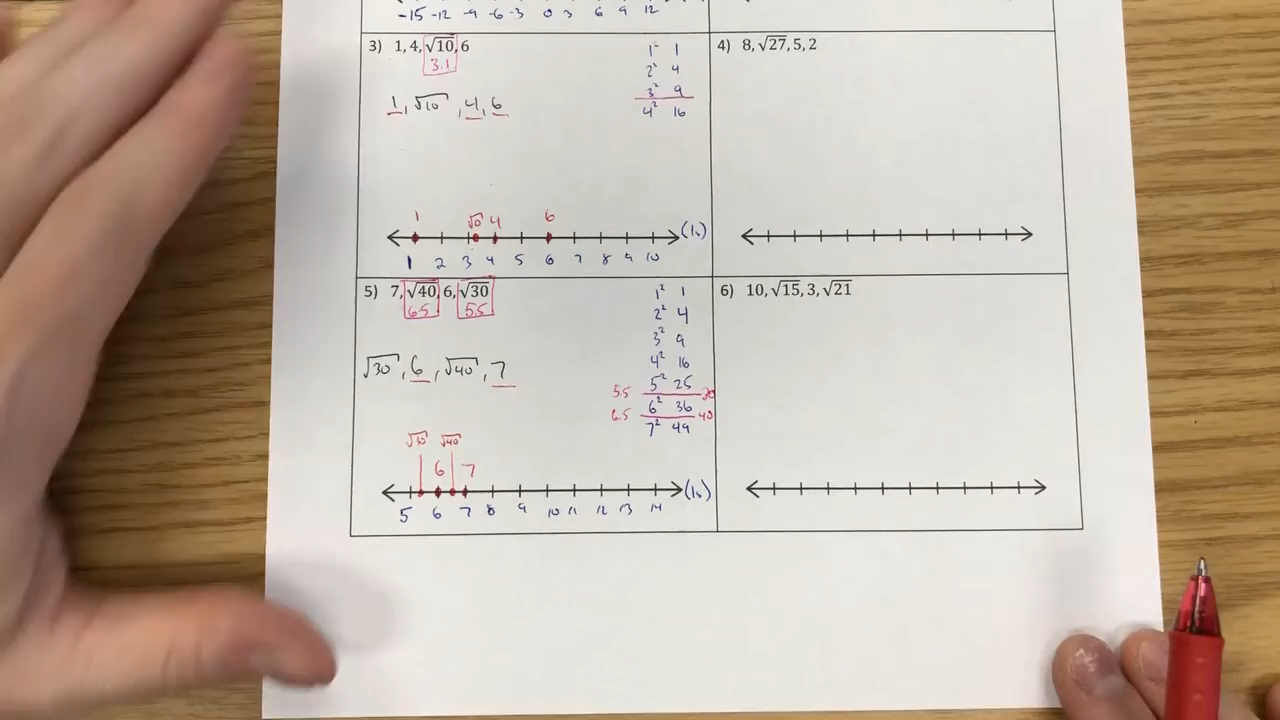 -15 -12 -9 -6 -3 0 3 6 9 12
3) 1, 4, √10, 6
3.1
1, √10, 4, 6
1² 1
2² 4
3² 9
4² 16
1 √10 4 6
1 2 3 4 5 6 7 8 9 10 (1s)
4) 8, √27, 5, 2
5) 7, √40, 6, √30
6.5 5.5
√30, 6, √40, 7
1² 1
2² 4
3² 9
4² 16
5² 25
5.5 30
6² 36
6.5 40
7² 49
√30 √40
6 7
5 6 7 8 9 10 11 12 13 14 (1s)
6) 10, √15, 3, √21